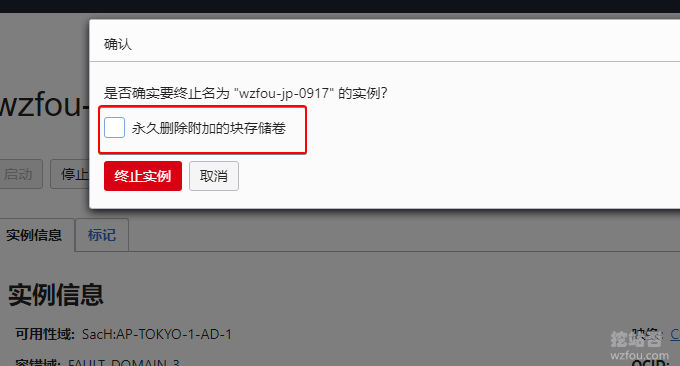 确认
是否确实要终止名为 "wzfou-jp-0917" 的实例?
永久删除附加的块存储卷
终止实例 取消
wzfou-
启动 停止
实例信息 标记
实例信息
可用性域: SacH:AP-TOKYO-1-AD-1
映像: C
容错域: FAULT_DOMAIN-3
OCID:
挖站否
wzfou.com